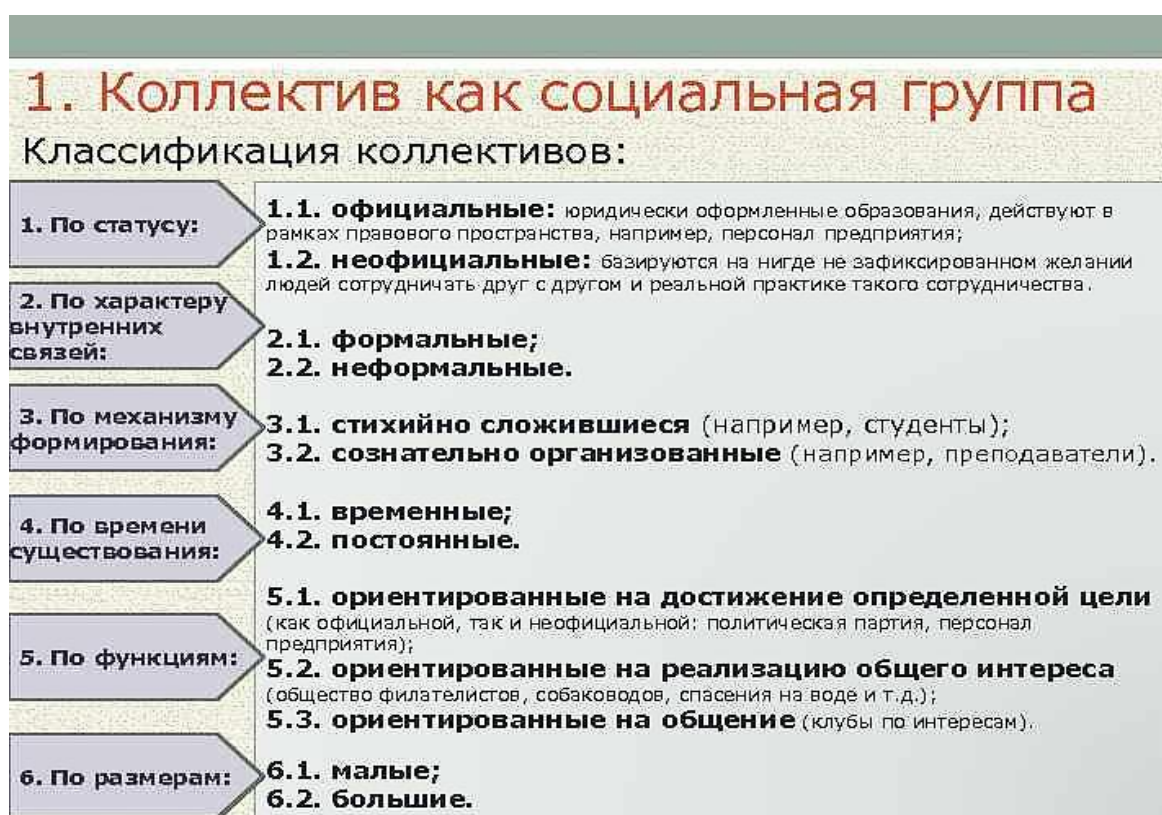 1. Коллектив как социальная группа
Классификация коллективов:
1. По статусу:
1.1. официальные: юридически оформленные образования, действуют в
рамках правового пространства, например, персонал предприятия;
1.2. неофициальные: базируются на нигде не зафиксированном желании
людей сотрудничать друг с другом и реальной практике такого сотрудничества.
2. По характеру
внутренних
связей:
2.1. формальные;
2.2. неформальные.
3. По механизму
формирования:
3.1. стихийно сложившиеся (например, студенты);
3.2. сознательно организованные (например, преподаватели).
4. По времени
существования:
4.1. временные;
4.2. постоянные.
5. По функциям:
5.1. ориентированные на достижение определенной цели
(как официальной, так и неофициальной: политическая партия, персонал
предприятия);
5.2. ориентированные на реализацию общего интереса
(общество филателистов, собаководов, спасения на воде и т.д.);
5.3. ориентированные на общение (клубы по интересам).
6. По размерам:
6.1. малые;
6.2. большие.